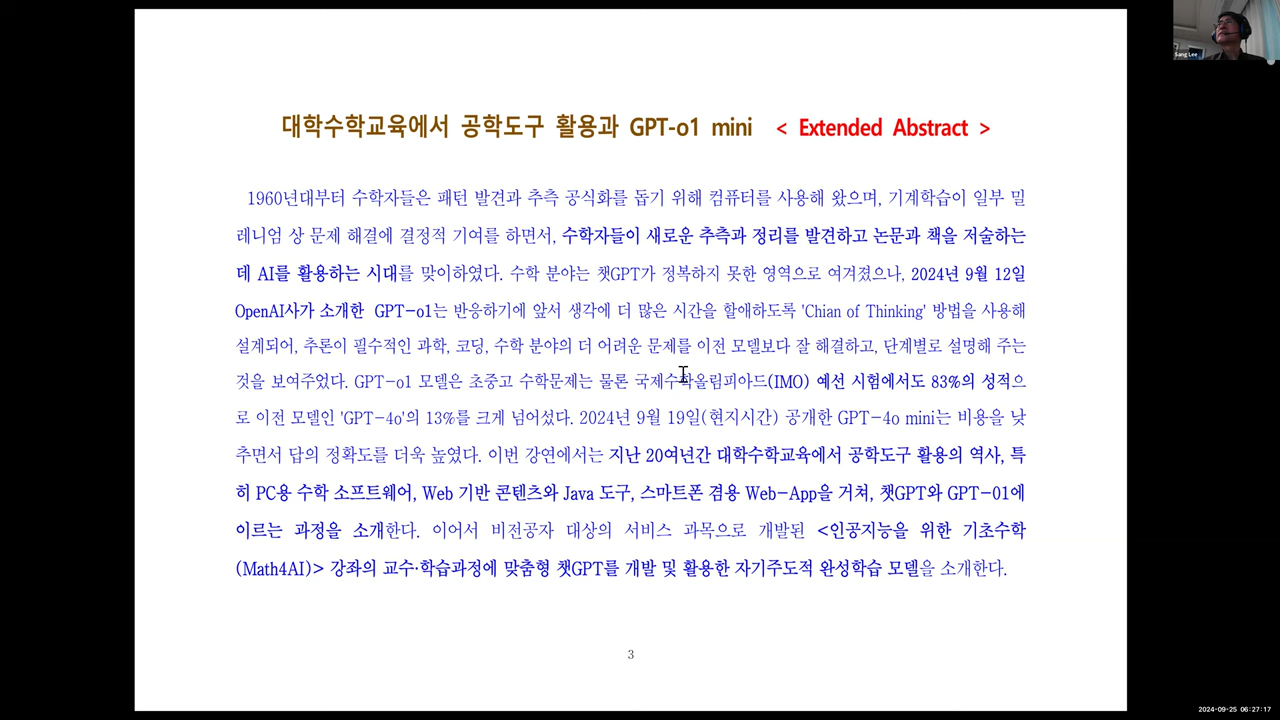 대학수학교육에서 공학도구 활용과 GPT-o1 mini < Extended Abstract >
1960년대부터 수학자들은 패턴 발견과 추측 공식화를 돕기 위해 컴퓨터를 사용해 왔으며, 기계학습이 일부 밀
레니엄 상 문제 해결에 결정적 기여를 하면서, 수학자들이 새로운 추측과 정리를 발견하고 논문과 책을 저술하는
데 AI를 활용하는 시대를 맞이하였다. 수학 분야는 챗GPT가 정복하지 못한 영역으로 여겨졌으나, 2024년 9월 12일
OpenAI사가 소개한 GPT-o1는 반응하기에 앞서 생각에 더 많은 시간을 할애하도록 'Chian of Thinking' 방법을 사용해
설계되어, 추론이 필수적인 과학, 코딩, 수학 분야의 더 어려운 문제를 이전 모델보다 잘 해결하고, 단계별로 설명해 주는
것을 보여주었다. GPT-o1 모델은 초중고 수학문제는 물론 국제수학올림피아드(IMO) 예선 시험에서도 83%의 성적으
로 이전 모델인 'GPT-4o'의 13%를 크게 넘어섰다. 2024년 9월 19일(현지시간) 공개한 GPT-4o mini는 비용을 낮
추면서 답의 정확도를 더욱 높였다. 이번 강연에서는 지난 20여년간 대학수학교육에서 공학도구 활용의 역사, 특
히 PC용 수학 소프트웨어, Web 기반 콘텐츠와 Java 도구, 스마트폰 겸용 Web-App을 거쳐, 챗GPT와 GPT-01에
이르는 과정을 소개한다. 이어서 비전공자 대상의 서비스 과목으로 개발된 <인공지능을 위한 기초수학
(Math4AI)> 강좌의 교수·학습과정에 맞춤형 챗GPT를 개발 및 활용한 자기주도적 완성학습 모델을 소개한다.
3
Sang Lee
2024-09-25 06:27:17